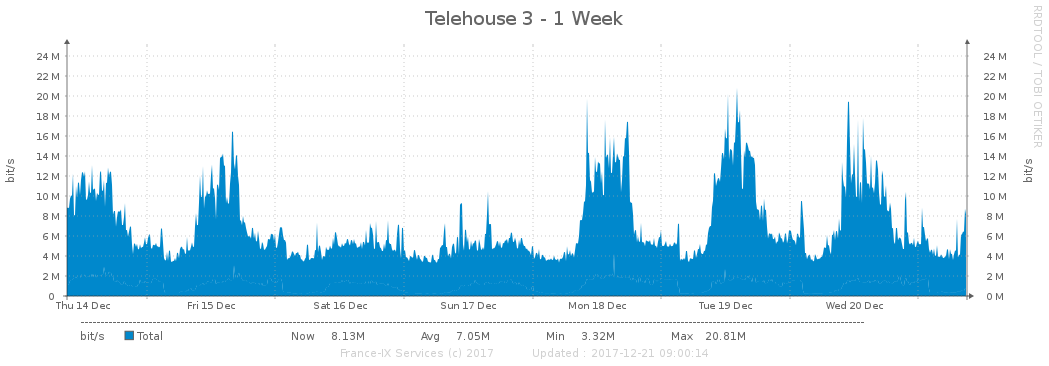 Telehouse 3 - 1 Week
RRDTOOL / TOBI OETIKER
bit/s
24 M 24 M
22 M 22 M
20 M 20 M
18 M 18 M
16 M 16 M
14 M 14 M
12 M 12 M
10 M 10 M
8 M 8 M
6 M 6 M
4 M 4 M
2 M 2 M
0 0 M
bit/s
Thu 14 Dec Fri 15 Dec Sat 16 Dec Sun 17 Dec Mon 18 Dec Tue 19 Dec Wed 20 Dec
bit/s Total Now 8.13M Avg 7.05M Min 3.32M Max 20.81M
France-IX Services (c) 2017 Updated : 2017-12-21 09:00:14